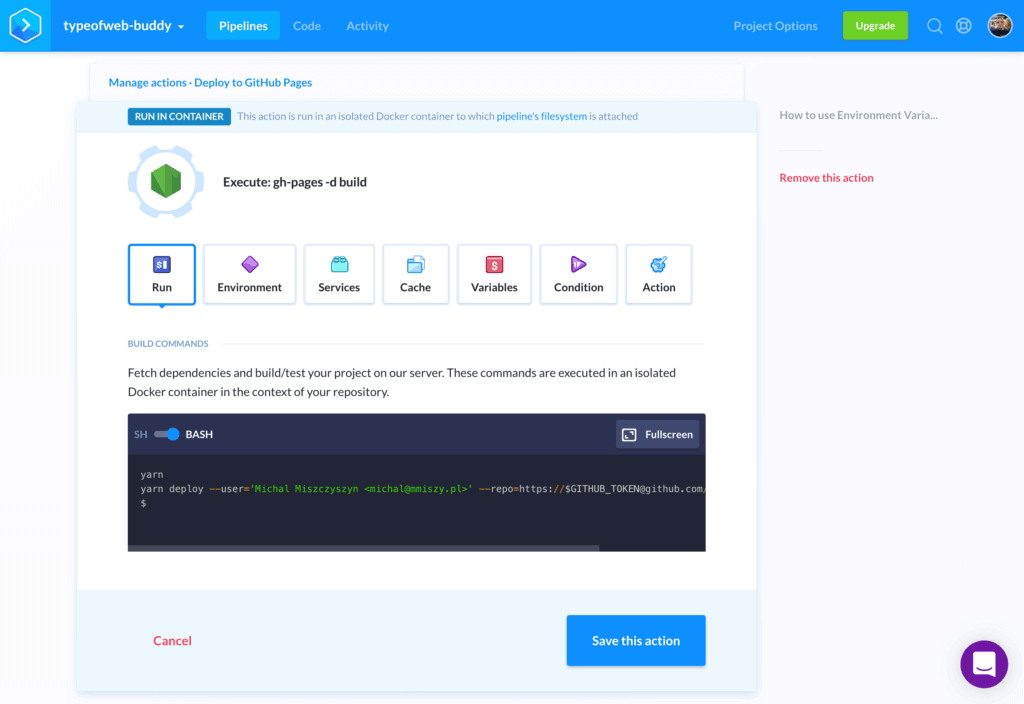 typeofweb-buddy
Pipelines
Code
Activity
Project Options
Upgrade
Manage actions · Deploy to GitHub Pages
RUN IN CONTAINER
This action is run in an isolated Docker container to which pipeline's filesystem is attached
How to use Environment Varia...
Remove this action
Execute: gh-pages -d build
$
$
IF
Run
Environment
Services
Cache
Variables
Condition
Action
BUILD COMMANDS
Fetch dependencies and build/test your project on our server. These commands are executed in an isolated
Docker container in the context of your repository.
SH
BASH
Fullscreen
yarn
yarn deploy --user='Michal Miszczyszyn <michal@mmiszy.pl>' --repo=https://$GITHUB_TOKEN@github.com/
$
Cancel
Save this action